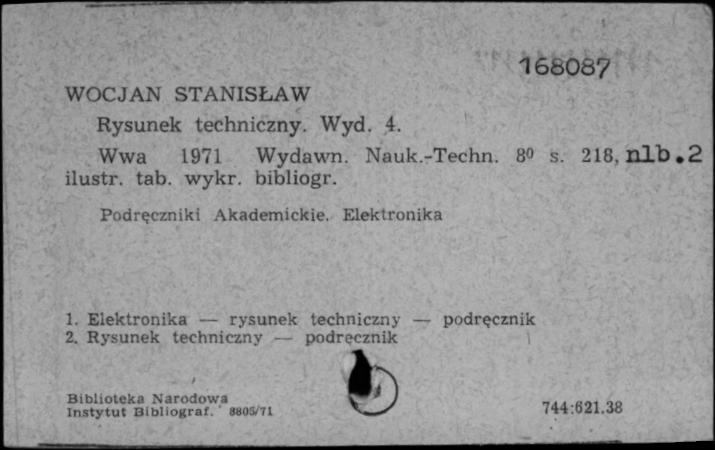 168087
WOCJAN STANISŁAW
Rysunek techniczny. Wyd. 4.
Wwa 1971 Wydawn. Nauk.-Techn. 8⁰ s. 218, nlb.2
ilustr. tab. wykr. bibliogr.
Podręczniki Akademickie. Elektronika
1. Elektronika — rysunek techniczny — podręcznik
2. Rysunek techniczny — podręcznik
Biblioteka Narodowa
Instytut Bibliograf. 8805/71
744:621.38